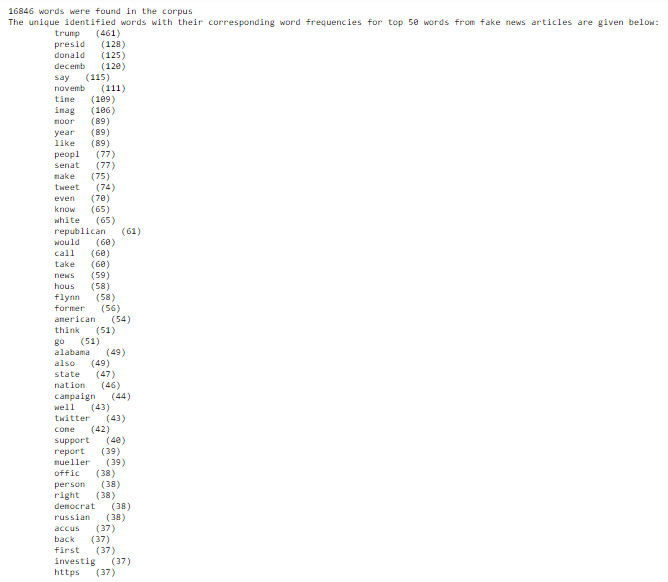 16846 words were found in the corpus
The unique identified words with their corresponding word frequencies for top 50 words from fake news articles are given below:
trump (461)
presid (128)
donald (125)
decemb (120)
say (115)
novemb (111)
time (109)
imag (106)
moor (89)
year (89)
like (89)
peopl (77)
senat (77)
make (75)
tweet (74)
even (70)
know (65)
white (65)
republican (61)
would (60)
call (60)
take (60)
news (59)
hous (58)
flynn (58)
former (56)
american (54)
think (51)
go (51)
alabama (49)
also (49)
state (47)
nation (46)
campaign (44)
well (43)
twitter (43)
come (42)
support (40)
report (39)
mueller (39)
offic (38)
person (38)
right (38)
democrat (38)
russian (38)
accus (37)
back (37)
first (37)
investig (37)
https (37)